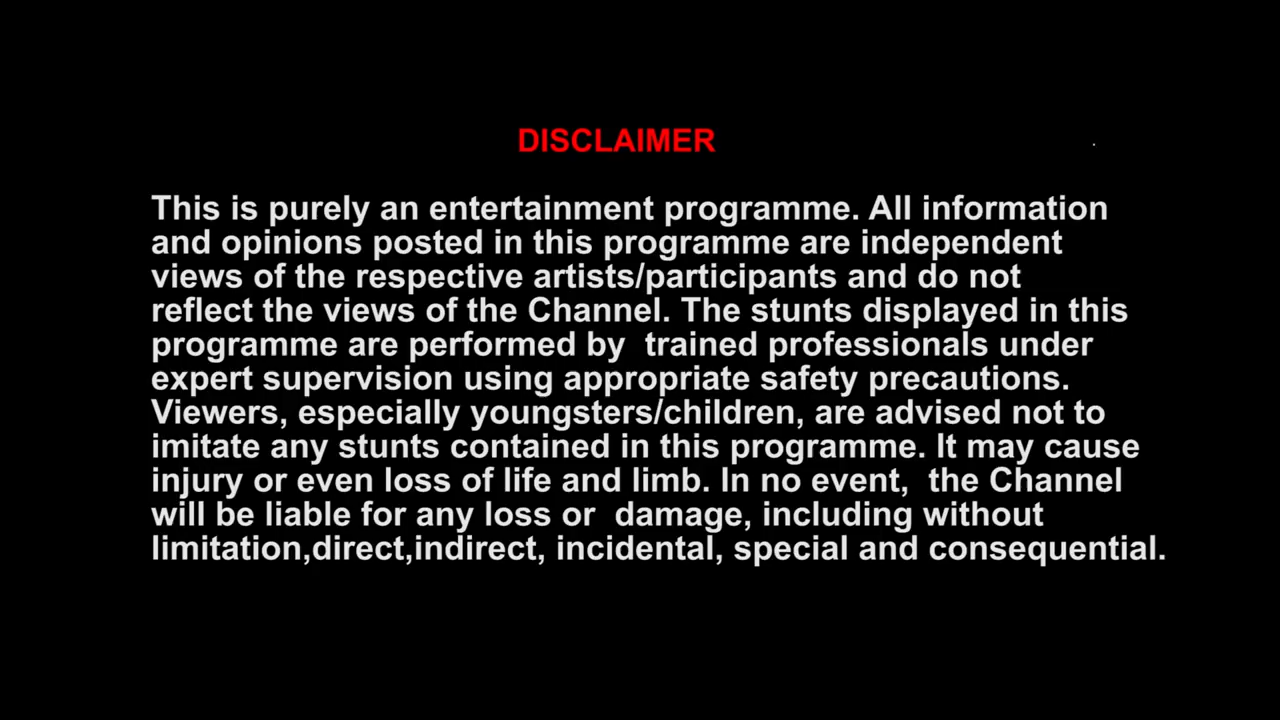 DISCLAIMER
This is purely an entertainment programme. All information
and opinions posted in this programme are independent
views of the respective artists/participants and do not
reflect the views of the Channel. The stunts displayed in this
programme are performed by  trained professionals under
expert supervision using appropriate safety precautions.
Viewers, especially youngsters/children, are advised not to
imitate any stunts contained in this programme. It may cause
injury or even loss of life and limb. In no event,  the Channel
will be liable for any loss or  damage, including without
limitation,direct,indirect, incidental, special and consequential.